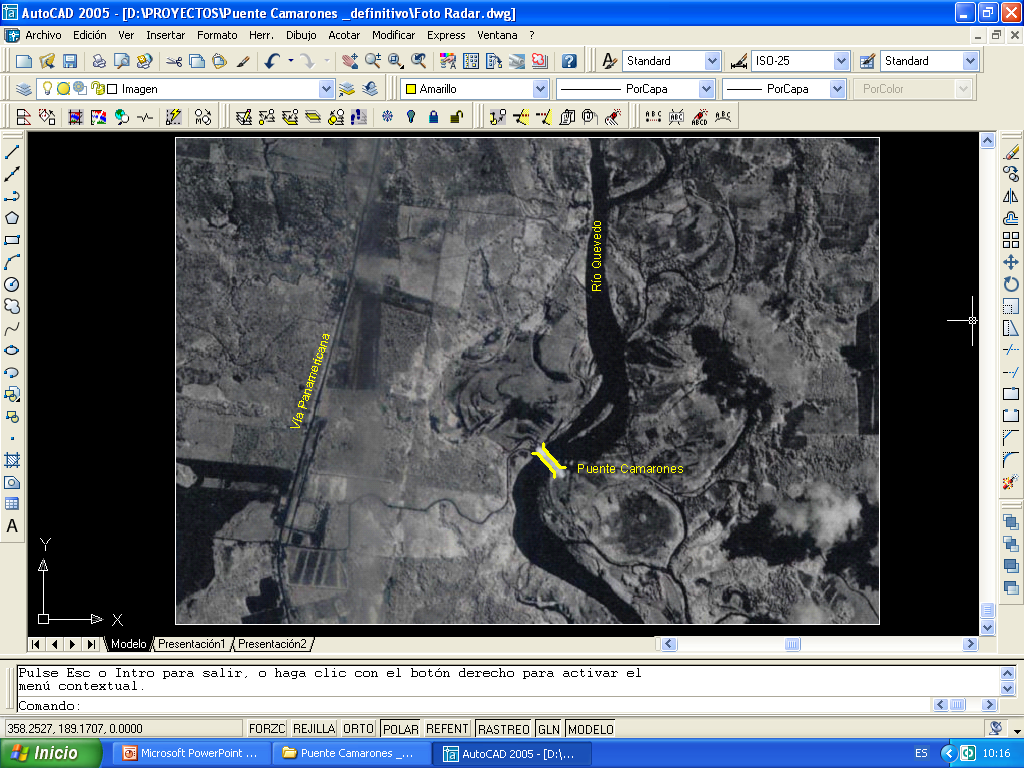 AutoCAD 2005 - [D:\PROYECTOS\Puente Camarones _definitivo\Foto Radar.dwg]
Archivo Edición Ver Insertar Formato Herr. Dibujo Acotar Modificar Express Ventana ?
Standard ISO-25 Standard
Imagen Amarillo PorCapa PorCapa PorColor
Río Quevedo
Vía Panamericana
Puente Camarones
Y
X
A
Modelo Presentación1 Presentación2
Pulse Esc o Intro para salir, o haga clic con el botón derecho para activar el
menú contextual.
Comando:
358.2527, 189.1707, 0.0000 FORZC REJILLA ORTO POLAR REFENT RASTREO GLN MODELO
Inicio Microsoft PowerPoint ... Puente Camarones _... AutoCAD 2005 - [D:\... ES 10:16